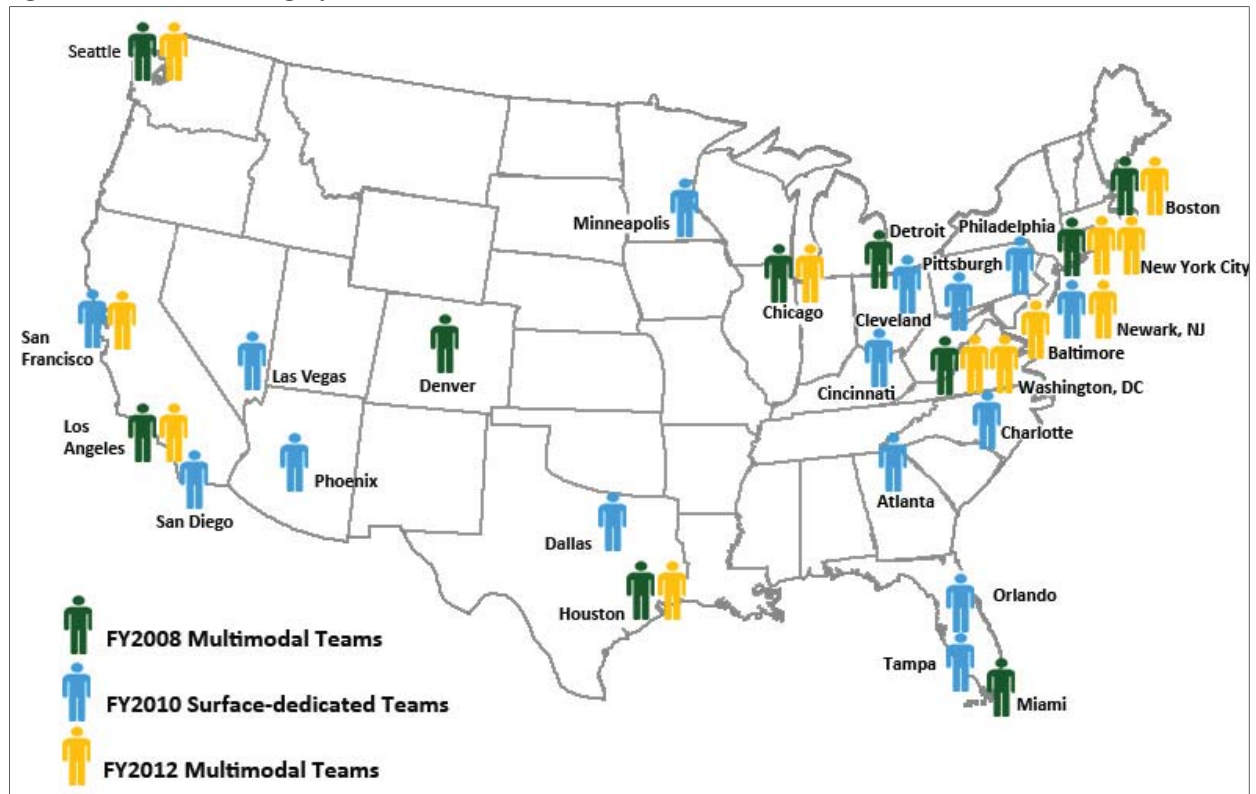 Seattle
Minneapolis
Boston
Detroit
Philadelphia
Pittsburgh
New York City
Chicago
Cleveland
Newark, NJ
San
Francisco
Las Vegas
Denver
Baltimore
Cincinnati
Washington, DC
Los
Angeles
Charlotte
Phoenix
San Diego
Atlanta
Dallas
Houston
Orlando
Tampa
Miami
FY2008 Multimodal Teams
FY2010 Surface-dedicated Teams
FY2012 Multimodal Teams